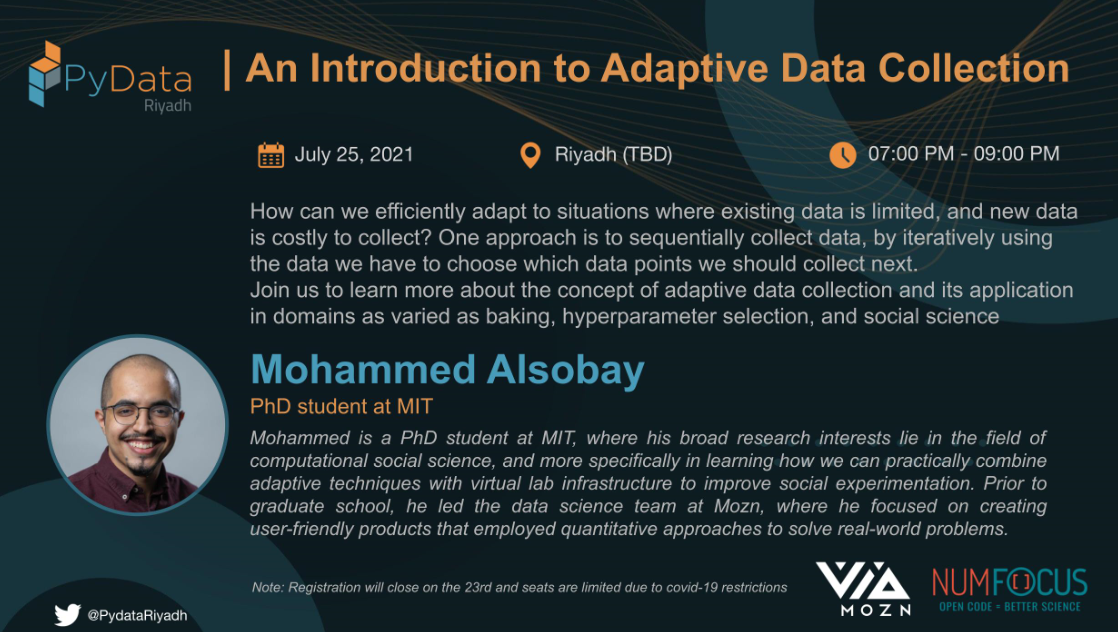 PyData
Riyadh
| An Introduction to Adaptive Data Collection
July 25, 2021
Riyadh (TBD)
07:00 PM - 09:00 PM
How can we efficiently adapt to situations where existing data is limited, and new data
is costly to collect? One approach is to sequentially collect data, by iteratively using
the data we have to choose which data points we should collect next.
Join us to learn more about the concept of adaptive data collection and its application
in domains as varied as baking, hyperparameter selection, and social science
Mohammed Alsobay
PhD student at MIT
Mohammed is a PhD student at MIT, where his broad research interests lie in the field of
computational social science, and more specifically in learning how we can practically combine
adaptive techniques with virtual lab infrastructure to improve social experimentation. Prior to
graduate school, he led the data science team at Mozn, where he focused on creating
user-friendly products that employed quantitative approaches to solve real-world problems.
Note: Registration will close on the 23rd and seats are limited due to covid-19 restrictions
MOZN
NUMFOCUS
OPEN CODE = BETTER SCIENCE
@PydataRiyadh